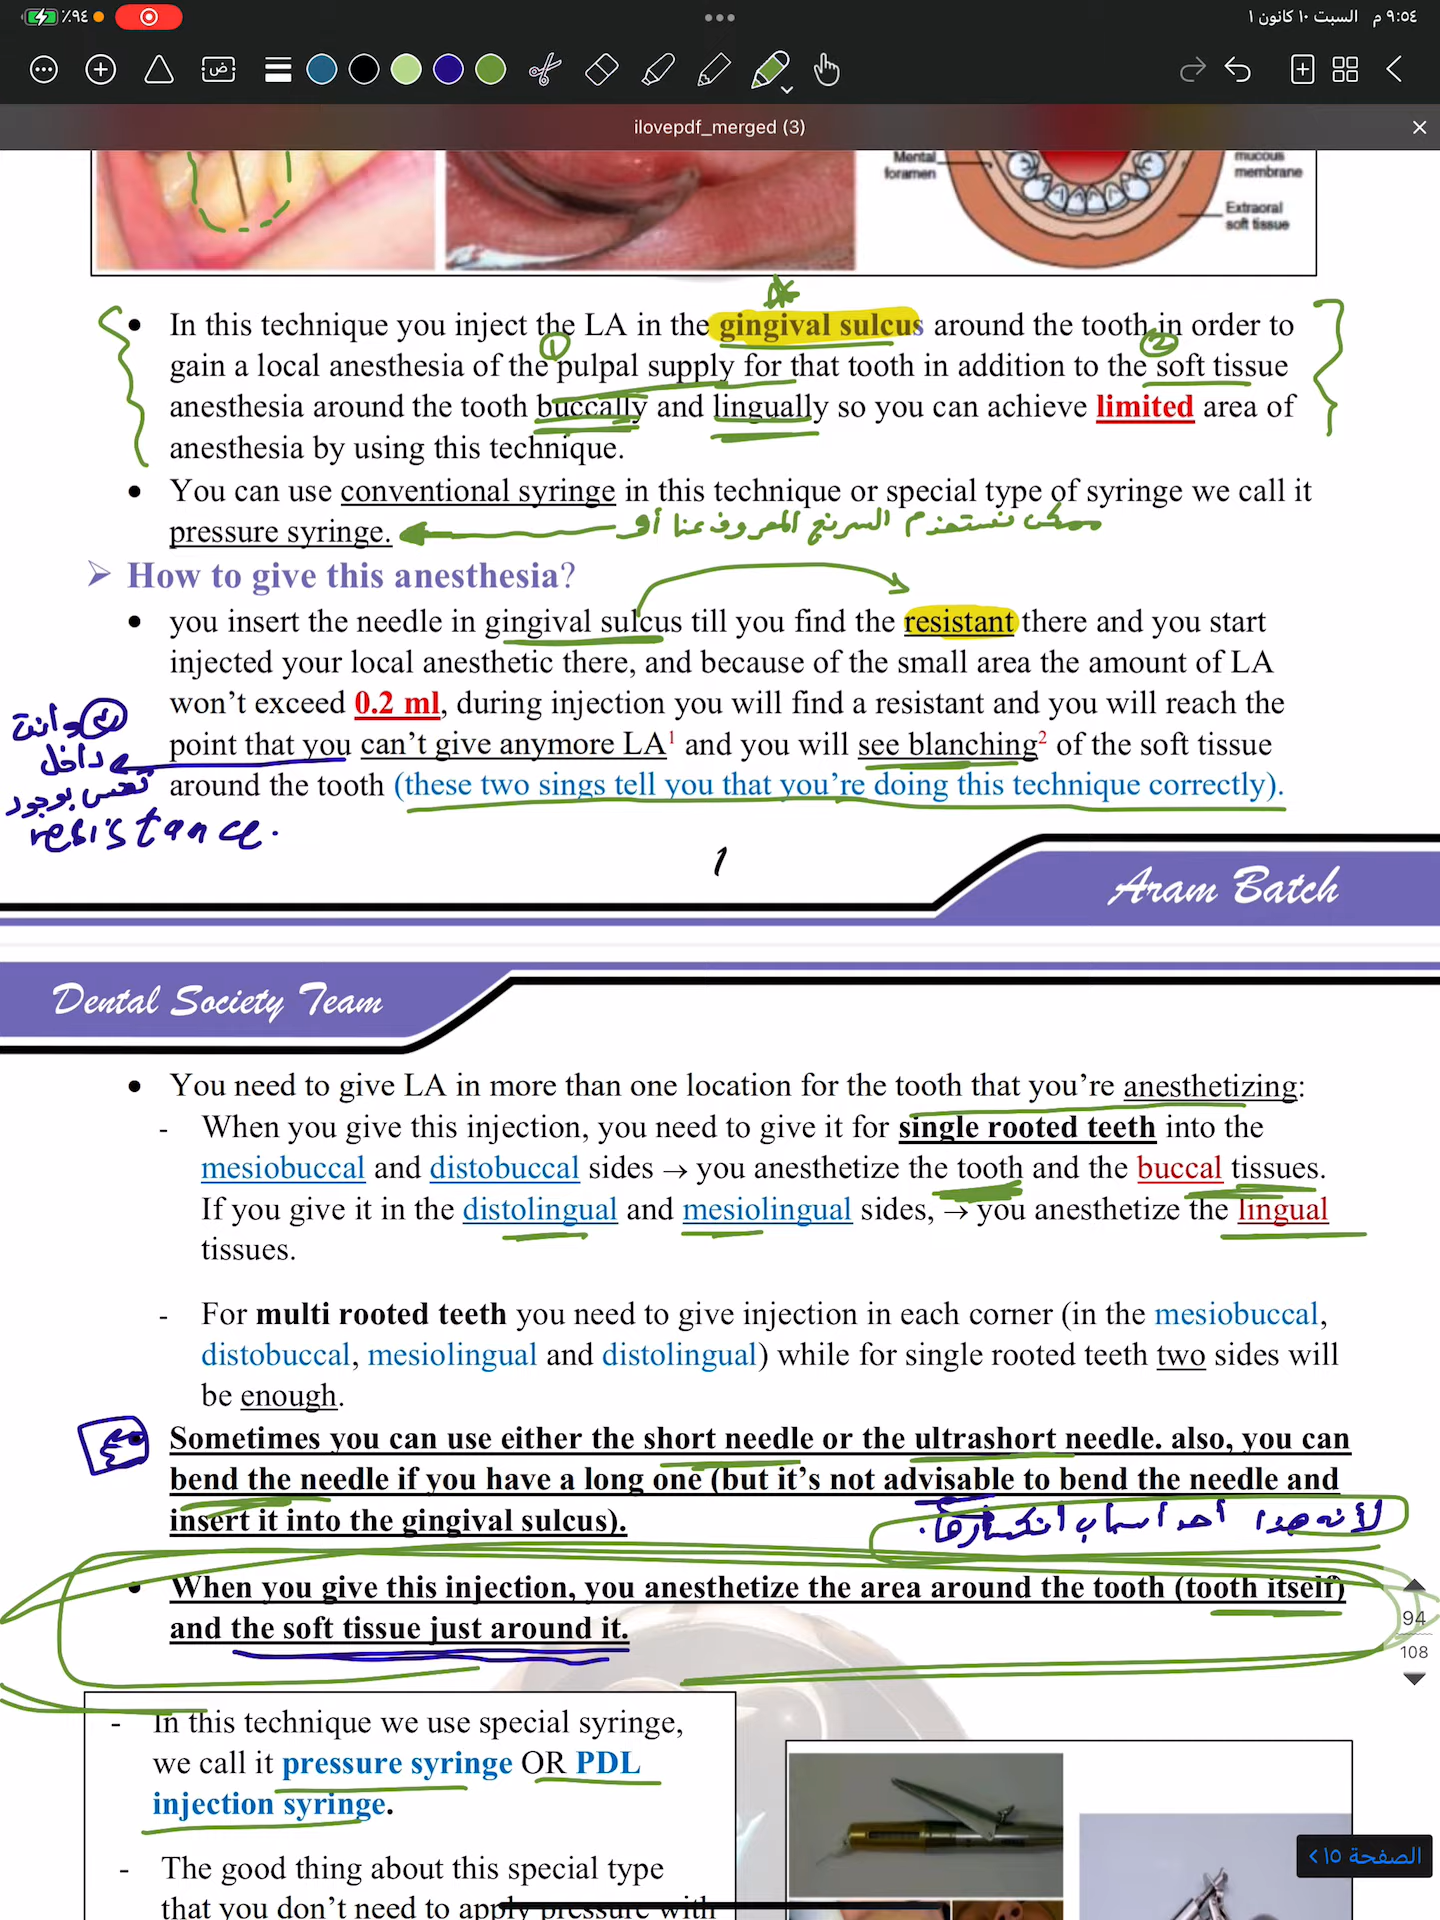 ٪٩٤
٩:٥٤ م السبت ١٠ كانون ١
ض
ilovepdf_merged (3)
Mental
foramen
mucous
membrane
Extraoral
soft tissue
• In this technique you inject the LA in the gingival sulcus around the tooth in order to
1 2
gain a local anesthesia of the pulpal supply for that tooth in addition to the soft tissue
anesthesia around the tooth buccally and lingually so you can achieve limited area of
anesthesia by using this technique.
• You can use conventional syringe in this technique or special type of syringe we call it
pressure syringe.
ممكن نستخدم السرنج المعروف عنا أو
➢ How to give this anesthesia?
• you insert the needle in gingival sulcus till you find the resistant there and you start
injected your local anesthetic there, and because of the small area the amount of LA
won't exceed 0.2 ml, during injection you will find a resistant and you will reach the
point that you can't give anymore LA1 and you will see blanching2 of the soft tissue
around the tooth (these two sings tell you that you're doing this technique correctly).
وأنت
داخل
تحس بوجود
resistance.
1
Aram Batch
Dental Society Team
• You need to give LA in more than one location for the tooth that you're anesthetizing:
- When you give this injection, you need to give it for single rooted teeth into the
mesiobuccal and distobuccal sides → you anesthetize the tooth and the buccal tissues.
If you give it in the distolingual and mesiolingual sides, → you anesthetize the lingual
tissues.
- For multi rooted teeth you need to give injection in each corner (in the mesiobuccal,
distobuccal, mesiolingual and distolingual) while for single rooted teeth two sides will
be enough.
• Sometimes you can use either the short needle or the ultrashort needle. also, you can
bend the needle if you have a long one (but it's not advisable to bend the needle and
insert it into the gingival sulcus).
لأنه هذا أحد أسباب انكسارها.
• When you give this injection, you anesthetize the area around the tooth (tooth itself)
and the soft tissue just around it.
94
108
- In this technique we use special syringe,
we call it pressure syringe OR PDL
injection syringe.
- The good thing about this special type
that you don't need to apply pressure with
الصفحة ١٥